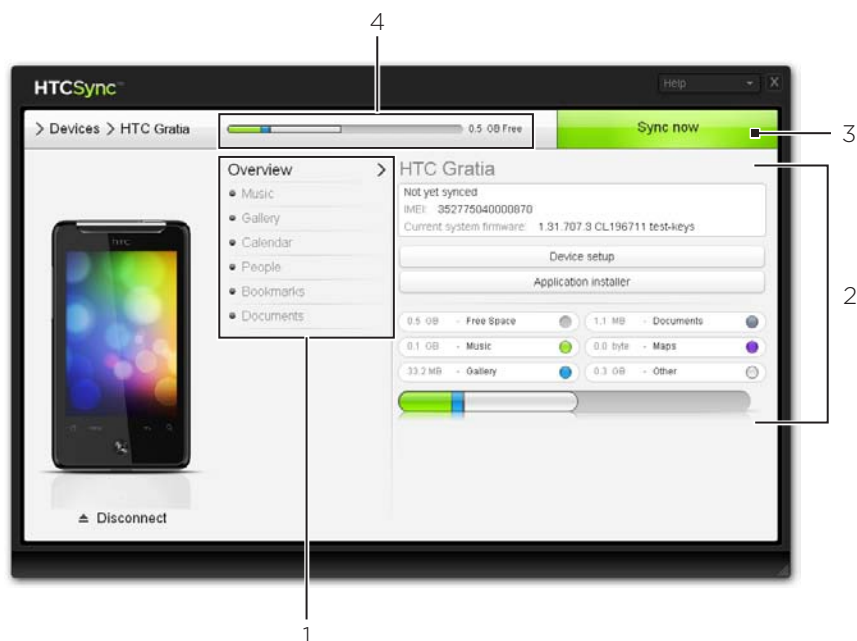 4
HTCSync™
Help
X
> Devices > HTC Gratia
0.5 GB Free
Sync now
3
Overview >
Music
Gallery
Calendar
People
Bookmarks
Documents
HTC Gratia
Not yet synced
IMEI: 352775040000870
Current system firmware: 1.31.707.3 CL196711 test-keys
Device setup
Application installer
0.5 GB - Free Space
1.1 MB - Documents
0.1 GB - Music
0.0 byte - Maps
33.2 MB - Gallery
0.3 GB - Other
2
hTC
Disconnect
1